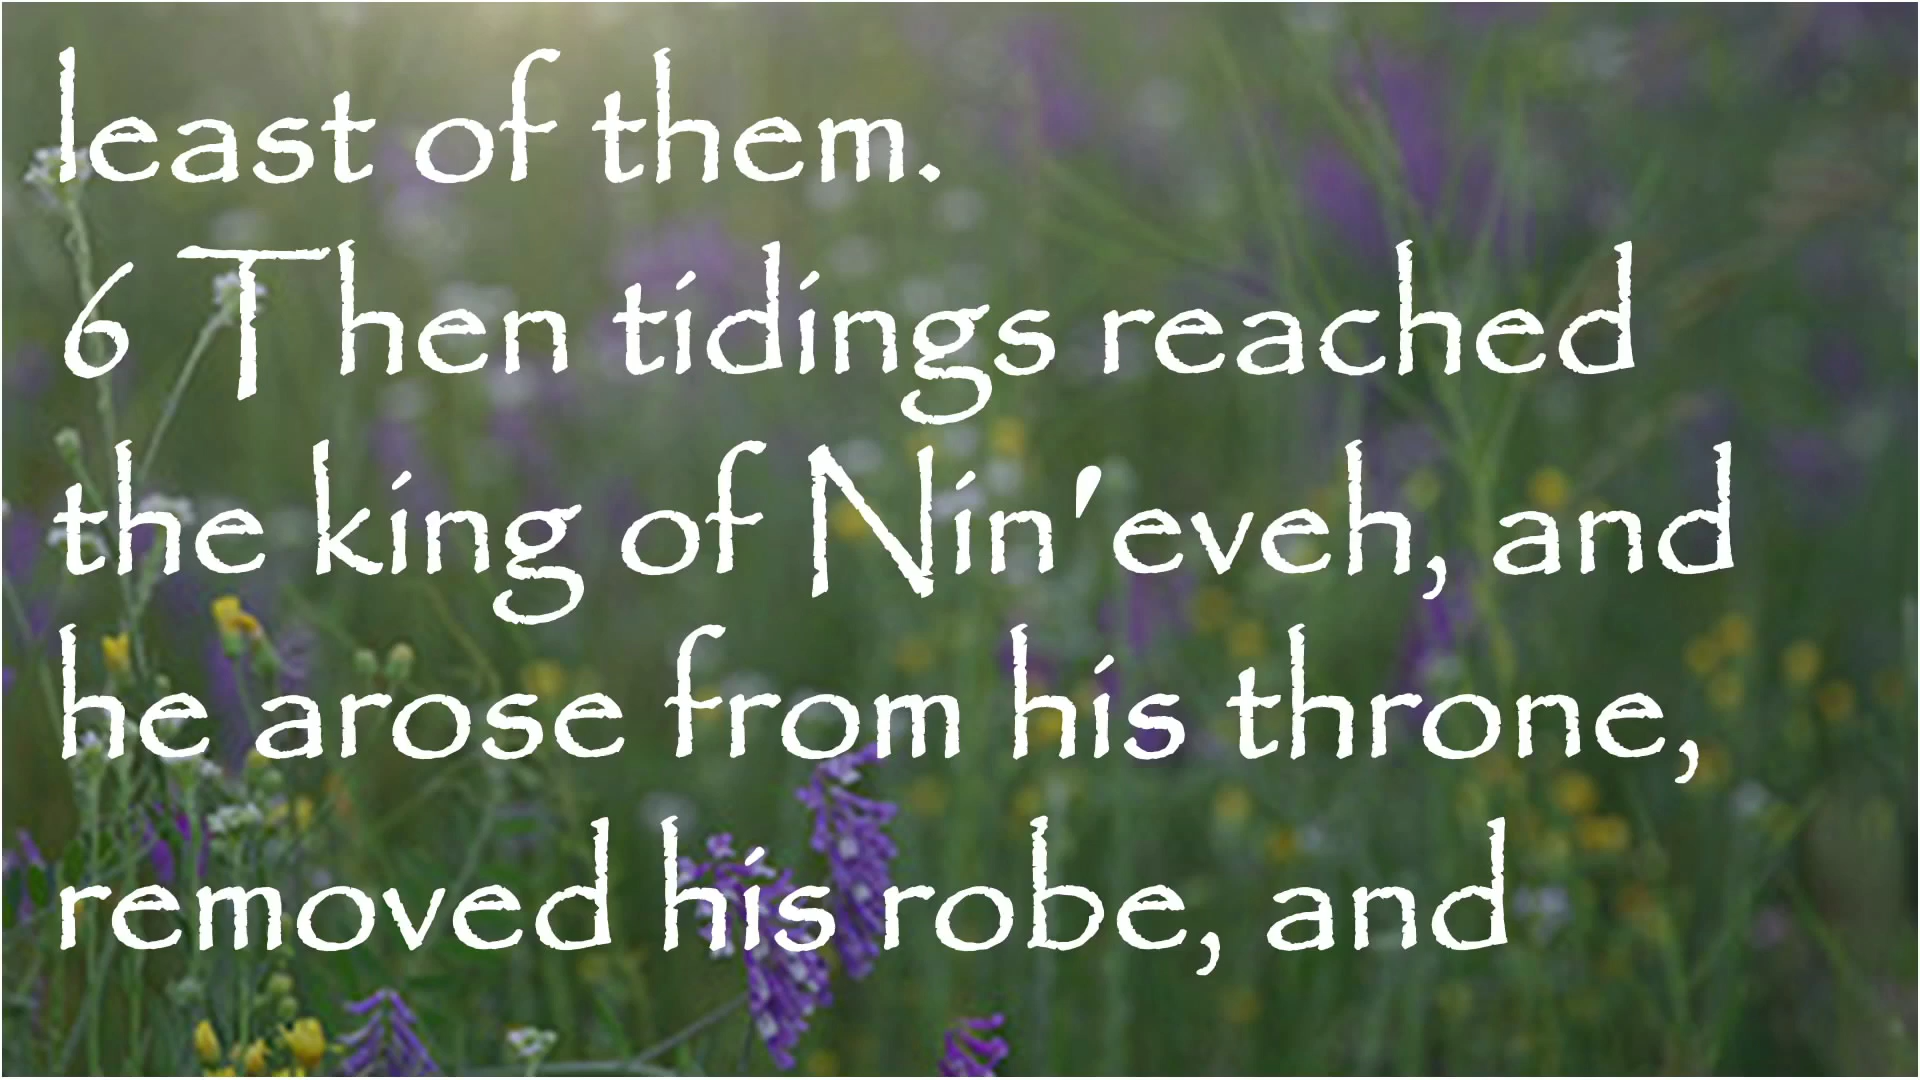 least of them.
6 Then tidings reached
the king of Nin'eveh, and
he arose from his throne,
removed his robe, and